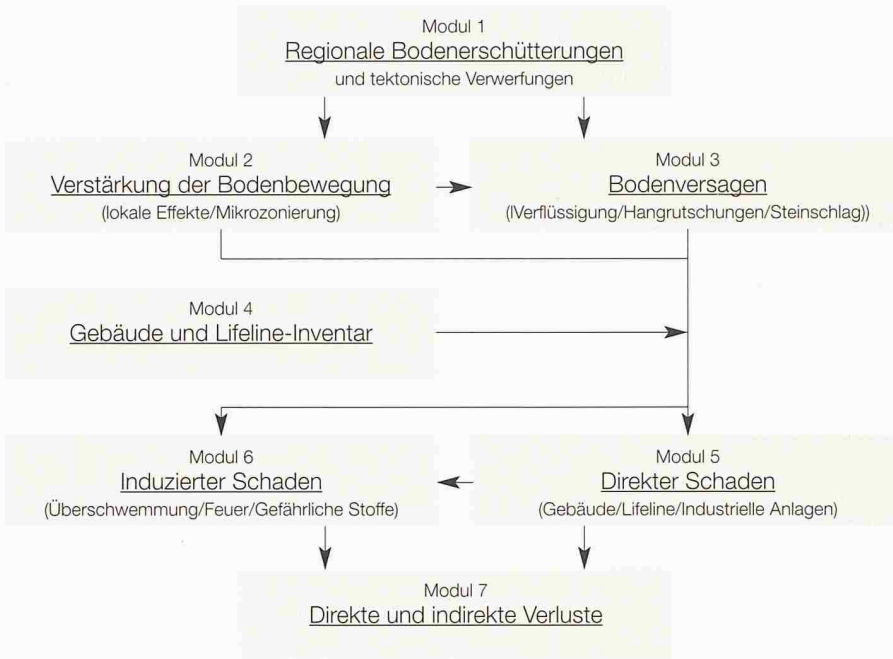 Modul 1
Regionale Bodenerschütterungen
und tektonische Verwerfungen
Modul 2
Verstärkung der Bodenbewegung
(lokale Effekte/Mikrozonierung)
Modul 3
Bodenversagen
(lVerflüssigung/Hangrutschungen/Steinschlag))
Modul 4
Gebäude und Lifeline-Inventar
Modul 6
Induzierter Schaden
(Überschwemmung/Feuer/Gefährliche Stoffe)
Modul 5
Direkter Schaden
(Gebäude/Lifeline/Industrielle Anlagen)
Modul 7
Direkte und indirekte Verluste